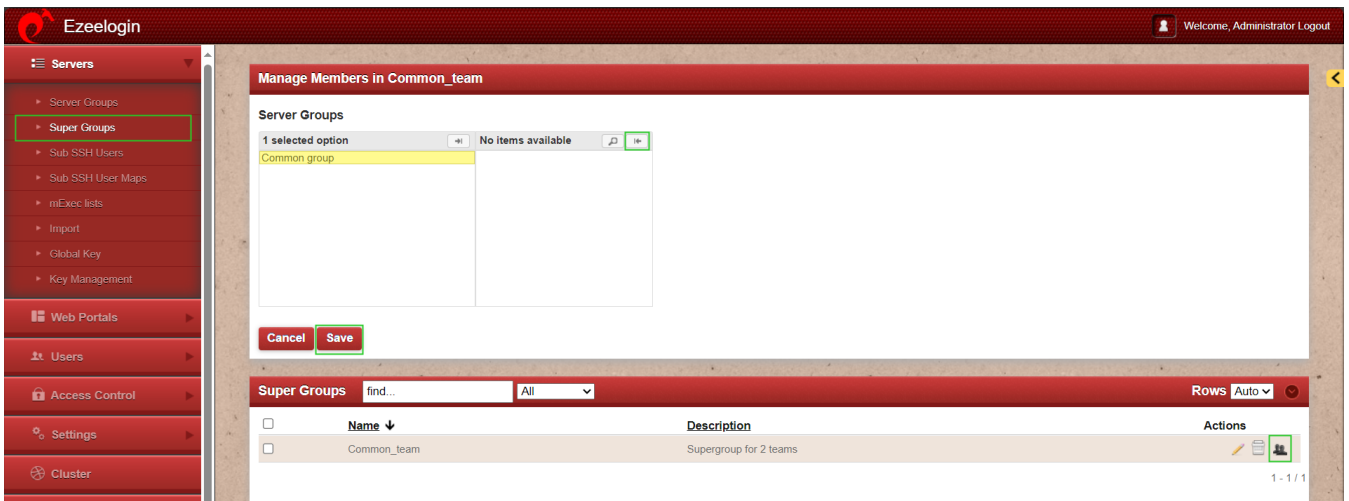 Ezeelogin
Welcome, Administrator Logout
Servers
Server Groups
Super Groups
Sub SSH Users
Sub SSH User Maps
mExec lists
Import
Global Key
Key Management
Web Portals
Users
Access Control
Settings
Cluster
Manage Members in Common_team
Server Groups
1 selected option No items available
Common group
Cancel Save
Super Groups find... All Rows Auto
Name Description Actions
Common_team Supergroup for 2 teams
1 - 1 / 1